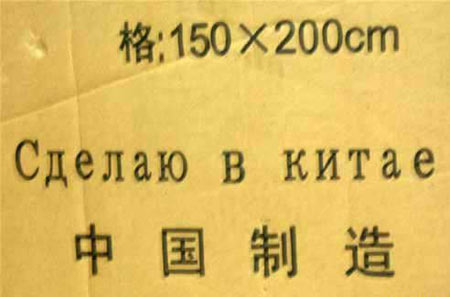 格:150×200cm
Сделаю в китае
中国制造